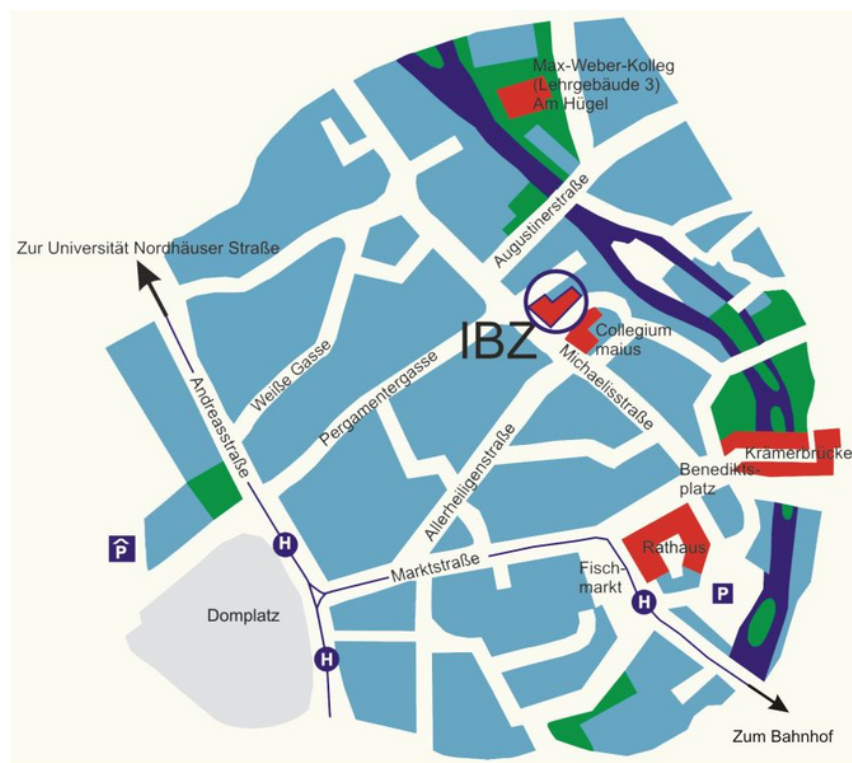 Max-Weber-Kolleg
(Lehrgebäude 3)
Am Hügel
Augustinerstraße
Zur Universität Nordhäuser Straße
IBZ
Collegium
maius
Michaelisstraße
Weiße Gasse
Andreasstraße
Pergamentergasse
Allerheiligenstraße
Krämerbrücke
Benedikts-
platz
P
H
Marktstraße
Rathaus
Fisch-
markt
H
P
Domplatz
H
Zum Bahnhof